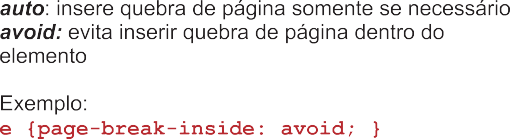 auto: insere quebra de página somente se necessário
avoid: evita inserir quebra de página dentro do
elemento
Exemplo:
e {page-break-inside: avoid; }